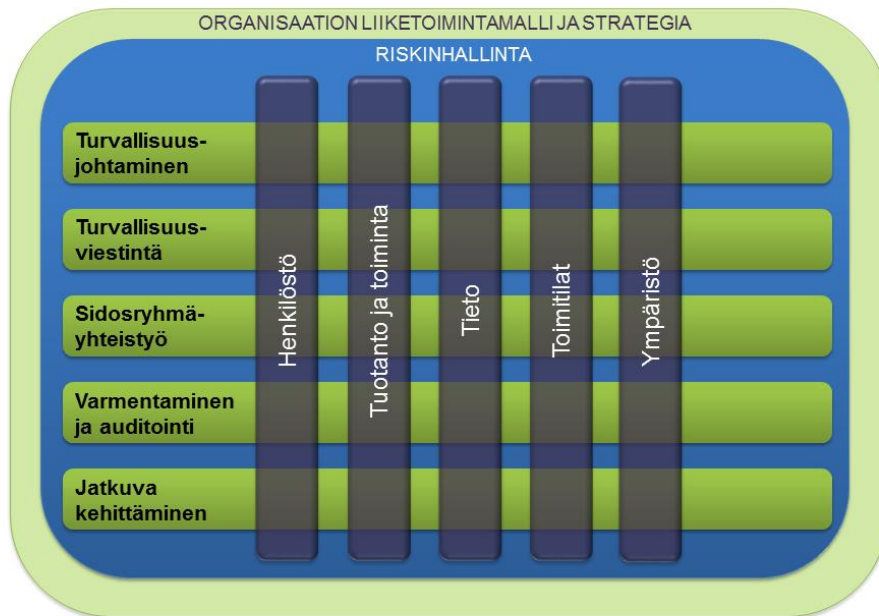 ORGANISAATION LIIKETOIMINTAMALLI JA STRATEGIA
RISKINHALLINTA
Turvallisuus-
johtaminen
Turvallisuus-
viestintä
Sidosryhmä-
yhteistyö
Varmentaminen
ja auditointi
Jatkuva
kehittäminen
Henkilöstö
Tuotanto ja toiminta
Tieto
Toimitilat
Ympäristö